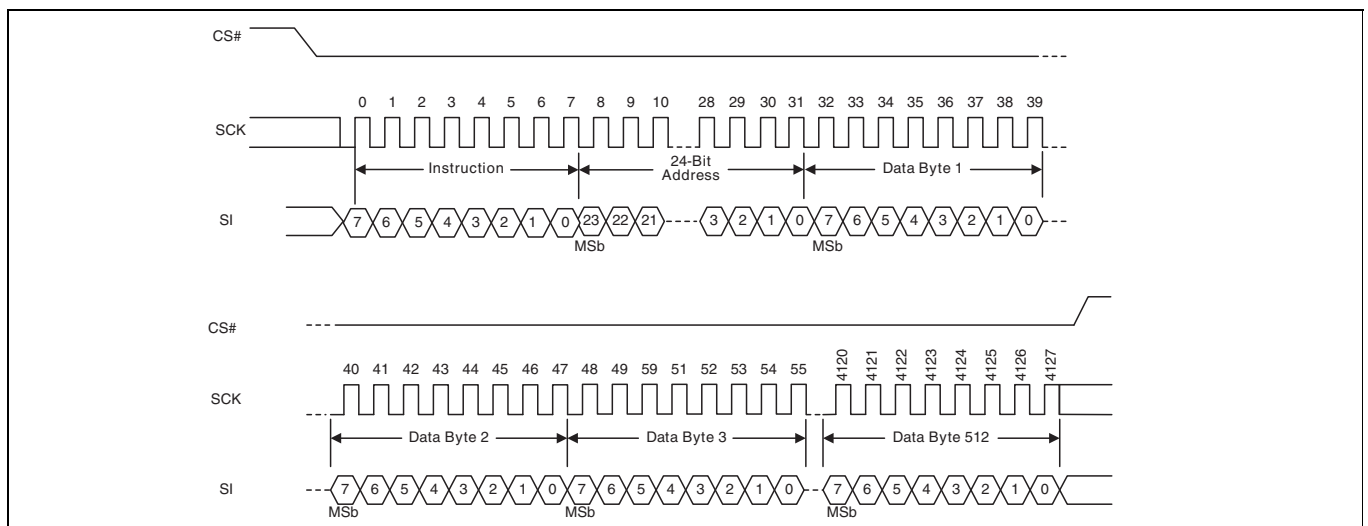 CS#
0 1 2 3 4 5 6 7 8 9 10 28 29 30 31 32 33 34 35 36 37 38 39
SCK
Instruction 24-Bit Address Data Byte 1
SI 7 6 5 4 3 2 1 0 23 22 21 3 2 1 0 7 6 5 4 3 2 1 0
MSb MSb
CS#
40 41 42 43 44 45 46 47 48 49 59 51 52 53 54 55 4120 4121 4122 4123 4124 4125 4126 4127
SCK
Data Byte 2 Data Byte 3 Data Byte 512
SI 7 6 5 4 3 2 1 0 7 6 5 4 3 2 1 0 7 6 5 4 3 2 1 0
MSb MSb MSb